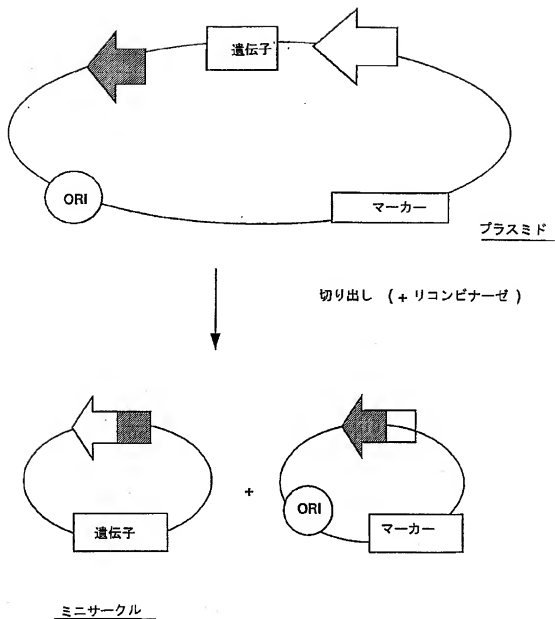 遺伝子
ORI
マーカー
プラスミド
切り出し (+リコンビナーゼ)
+
ORI
遺伝子
マーカー
ミニサークル